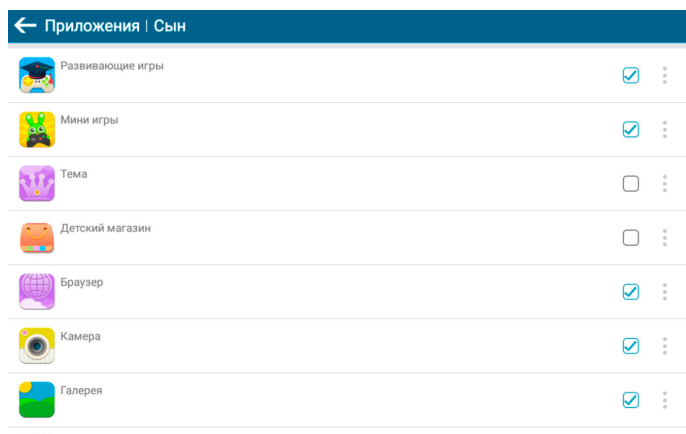 Приложения | Сын
Развивающие игры
Мини игры
Тема
Детский магазин
Браузер
Камера
Галерея